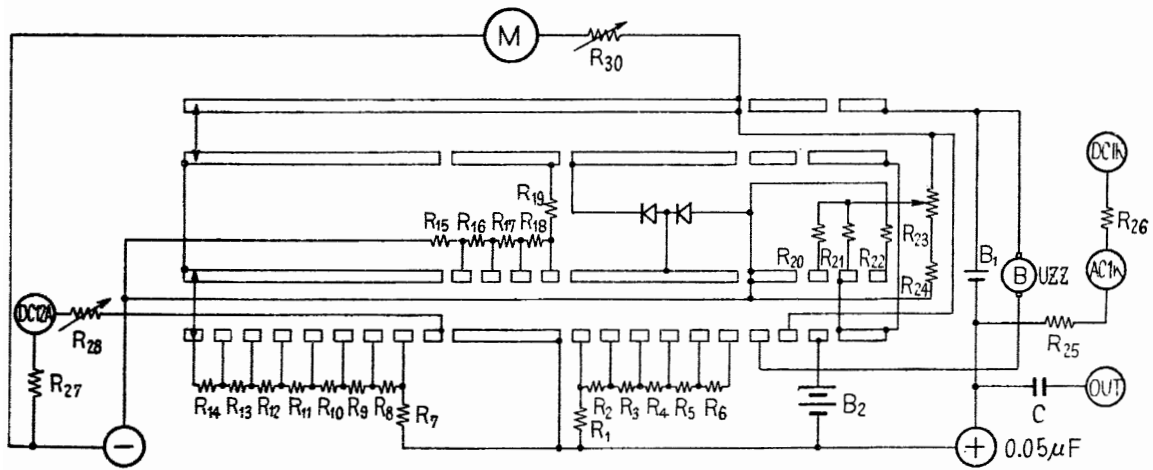 M
R30
DC1K
R19
R26
R15 R16 R17 R18
R20 R21 R22
R23
B1
B UZZ
AC1K
R24
DC12A
R28
R25
R27
R14 R13 R12 R11 R10 R9 R8
R7
R2 R3 R4 R5 R6
R1
B2
C
OUT
−
+
0.05μF